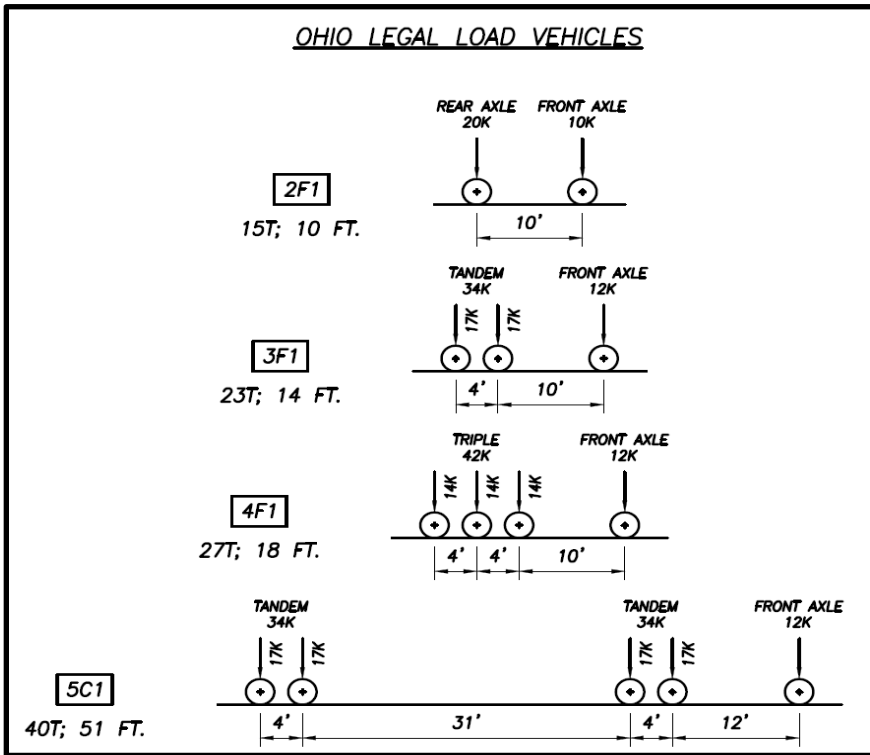 OHIO LEGAL LOAD VEHICLES
REAR AXLE FRONT AXLE
20K 10K
2F1
15T; 10 FT.
10'
TANDEM FRONT AXLE
34K 12K
17K 17K
3F1
23T; 14 FT.
4' 10'
TRIPLE FRONT AXLE
42K 12K
14K 14K 14K
4F1
27T; 18 FT.
4' 4' 10'
TANDEM TANDEM FRONT AXLE
34K 34K 12K
17K 17K 17K 17K
5C1
40T; 51 FT.
4' 31' 4' 12'